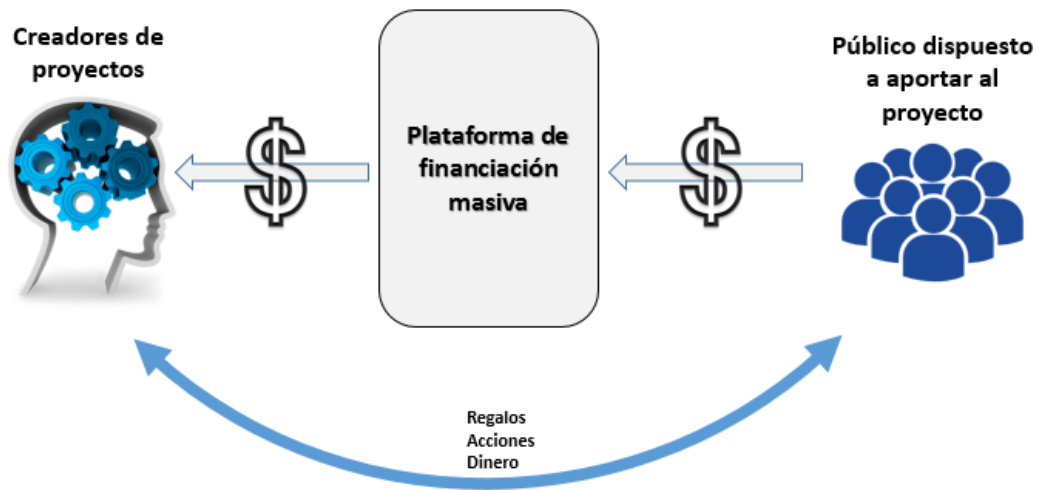 Creadores de
proyectos
Plataforma de
financiación
masiva
Público dispuesto
a aportar al
proyecto
$
$
Regalos
Acciones
Dinero